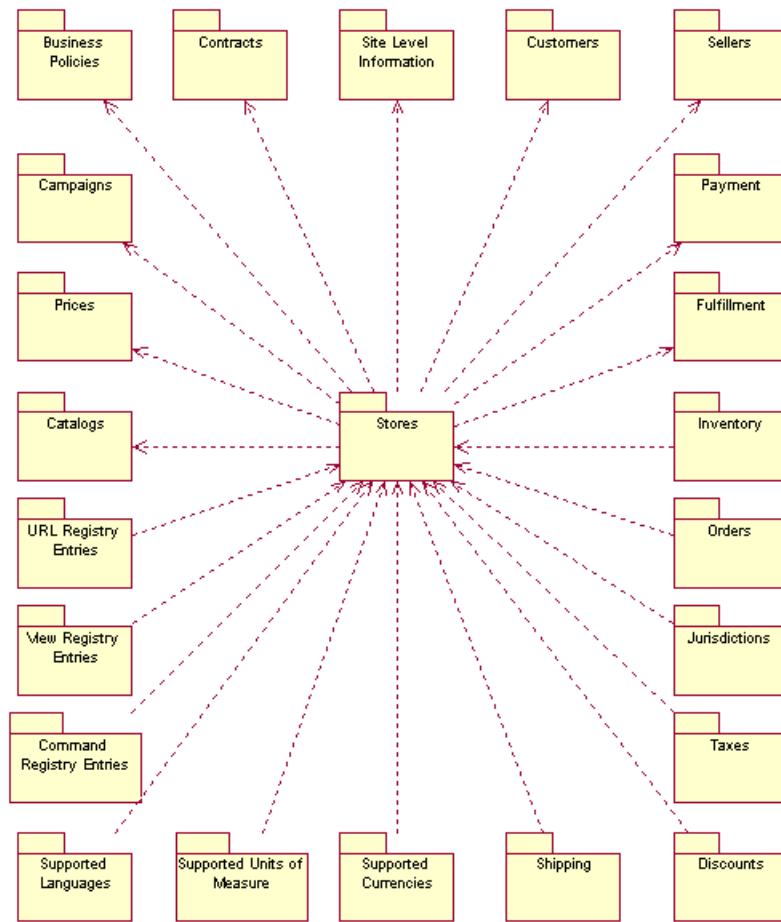 Business
Policies
Contracts
Site Level
Information
Customers
Sellers
Campaigns
Payment
Prices
Fulfillment
Catalogs
Stores
Inventory
URL Registry
Entries
Orders
View Registry
Entries
Jurisdictions
Command
Registry Entries
Taxes
Supported
Languages
Supported Units of
Measure
Supported
Currencies
Shipping
Discounts